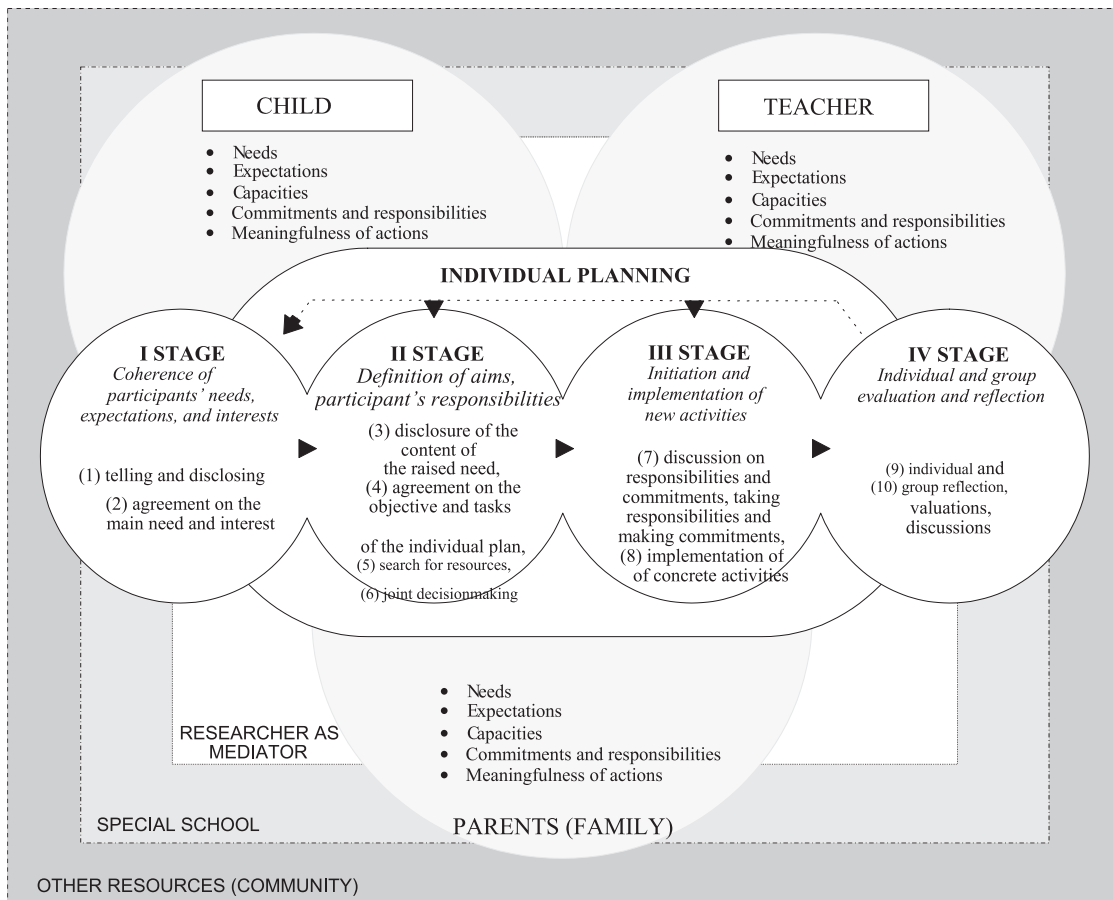 CHILD
• Needs
• Expectations
• Capacities
• Commitments and responsibilities
• Meaningfulness of actions
TEACHER
• Needs
• Expectations
• Capacities
• Commitments and responsibilities
• Meaningfulness of actions
INDIVIDUAL PLANNING
I STAGE
Coherence of
participants’ needs,
expectations, and interests
(1) telling and disclosing
(2) agreement on the
main need and interest
II STAGE
Definition of aims,
participant’s responsibilities
(3) disclosure of the
content of
the raised need,
(4) agreement on the
objective and tasks
of the individual plan,
(5) search for resources,
(6) joint decisionmaking
III STAGE
Initiation and
implementation of
new activities
(7) discussion on
responsibilities and
commitments, taking
responsibilities and
making commitments,
(8) implementation of
of concrete activities
IV STAGE
Individual and group
evaluation and reflection
(9) individual and
(10) group reflection,
valuations,
discussions
• Needs
• Expectations
• Capacities
• Commitments and responsibilities
• Meaningfulness of actions
PARENTS (FAMILY)
RESEARCHER AS
MEDIATOR
SPECIAL SCHOOL
OTHER RESOURCES (COMMUNITY)